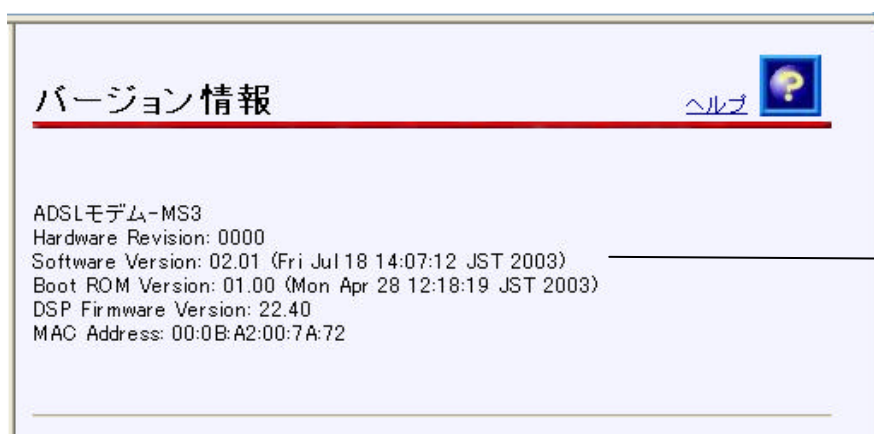 バージョン情報
ヘルプ
ADSLモデム-MS3
Hardware Revision: 0000
Software Version: 02.01 (Fri Jul 18 14:07:12 JST 2003)
Boot ROM Version: 01.00 (Mon Apr 28 12:18:19 JST 2003)
DSP Firmware Version: 22.40
MAC Address: 00:0B:A2:00:7A:72